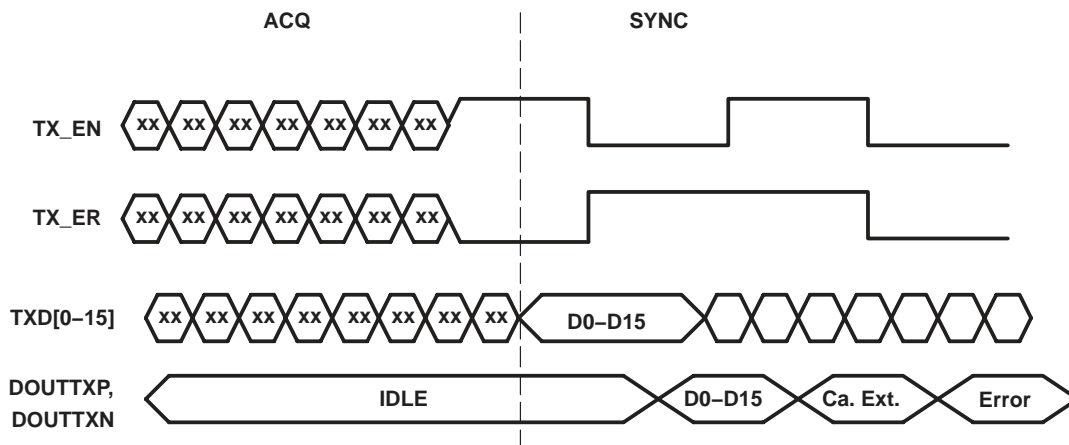 ACQ SYNC
TX_EN xx xx xx xx xx xx xx
TX_ER xx xx xx xx xx xx xx
TXD[0–15] xx xx xx xx xx xx xx xx D0–D15
DOUTTXP,
DOUTTXN
IDLE D0–D15 Ca. Ext. Error